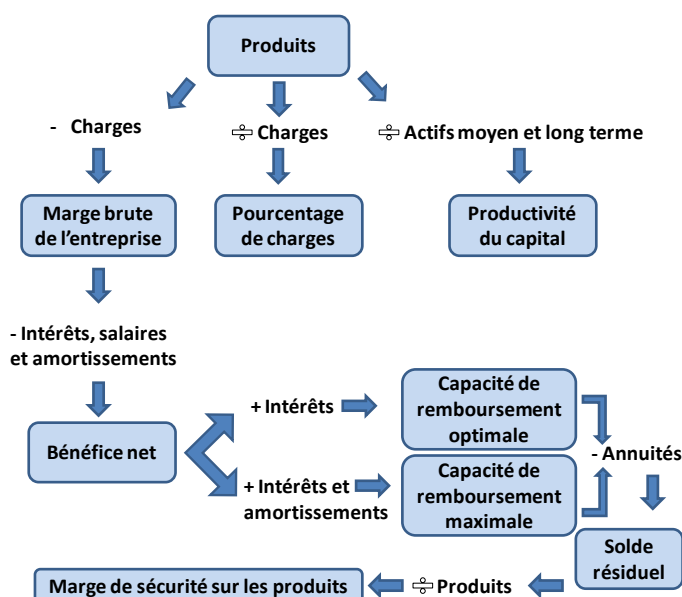 Produits
- Charges
÷ Charges
÷ Actifs moyen et long terme
Marge brute
de l’entreprise
Pourcentage
de charges
Productivité
du capital
- Intérêts, salaires
et amortissements
Bénéfice net
+ Intérêts
Capacité de
remboursement
optimale
- Annuités
+ Intérêts et
amortissements
Capacité de
remboursement
maximale
Solde
résiduel
÷ Produits
Marge de sécurité sur les produits